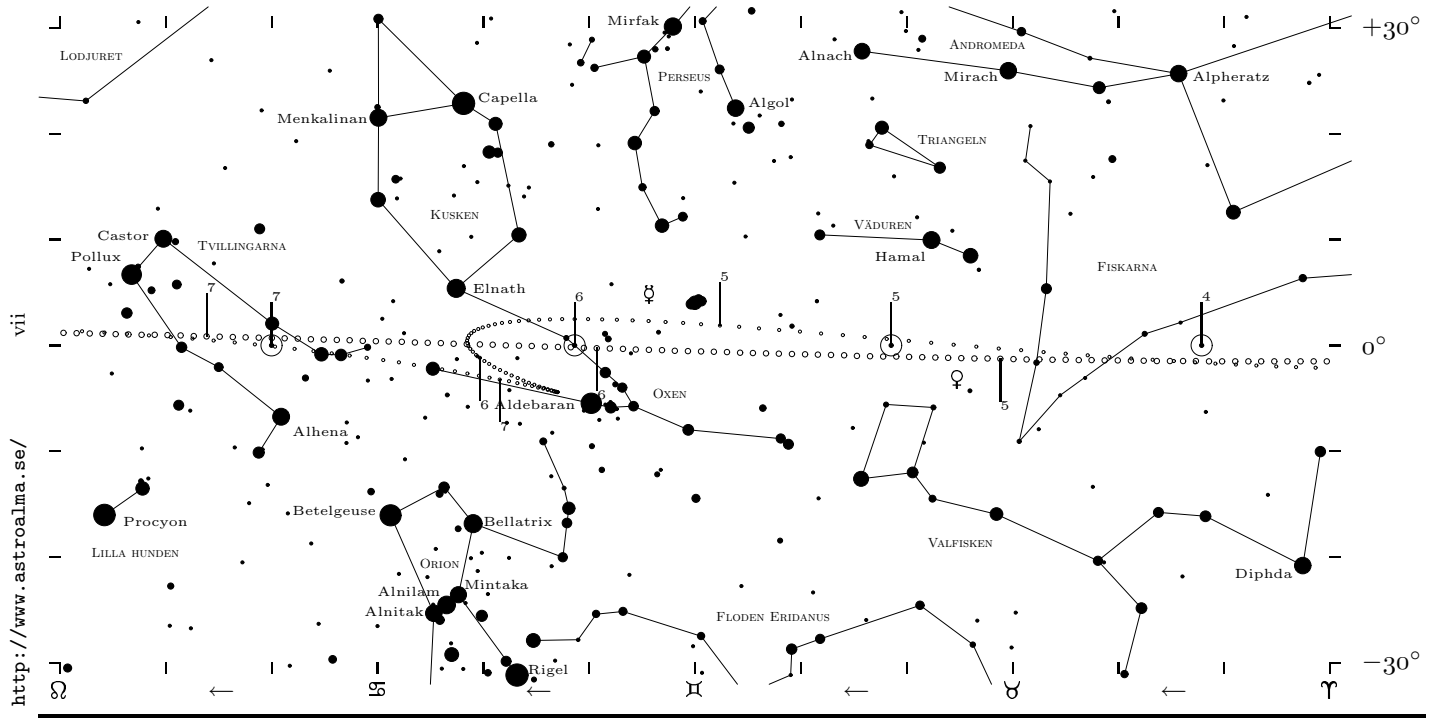 Mirfak
+30°
LODJURET
ANDROMEDA
Alnach
PERSEUS
Mirach
Alpheratz
Capella
Algol
Menkalinan
TRIANGELN
KUSKEN
VÄDUREN
Castor
TVILLINGARNA
Pollux
Hamal
FISKARNA
Elnath
☿
5
7
7
6
5
4
vii
0°
♀
6
OXEN
6 Aldebaran
5
7
Alhena
Betelgeuse
Bellatrix
Procyon
LILLA HUNDEN
ORION
VALFISKEN
Alnilam
Mintaka
Diphda
Alnitak
FLODEN ERIDANUS
Rigel
−30°
♌ ← ♋ ← ♊ ← ♉ ← ♈
http://www.astroalma.se/